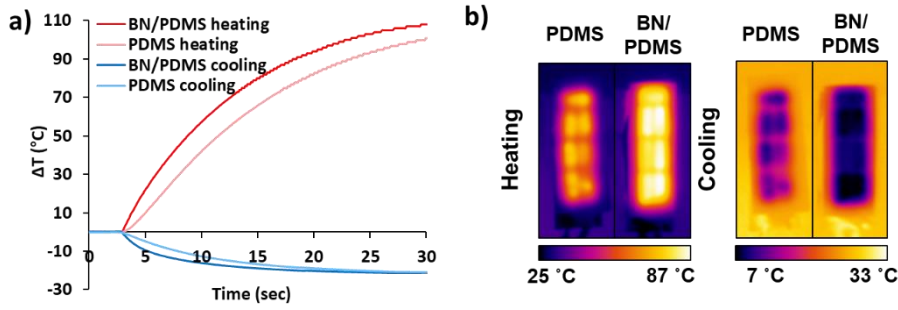 a)
110
90
70
50
30
10
-10
-30
ΔT (°C)
BN/PDMS heating
PDMS heating
BN/PDMS cooling
PDMS cooling
0 5 10 15 20 25 30
Time (sec)
b)
PDMS BN/
PDMS
PDMS BN/
PDMS
Heating
Cooling
25 °C 87 °C
7 °C 33 °C